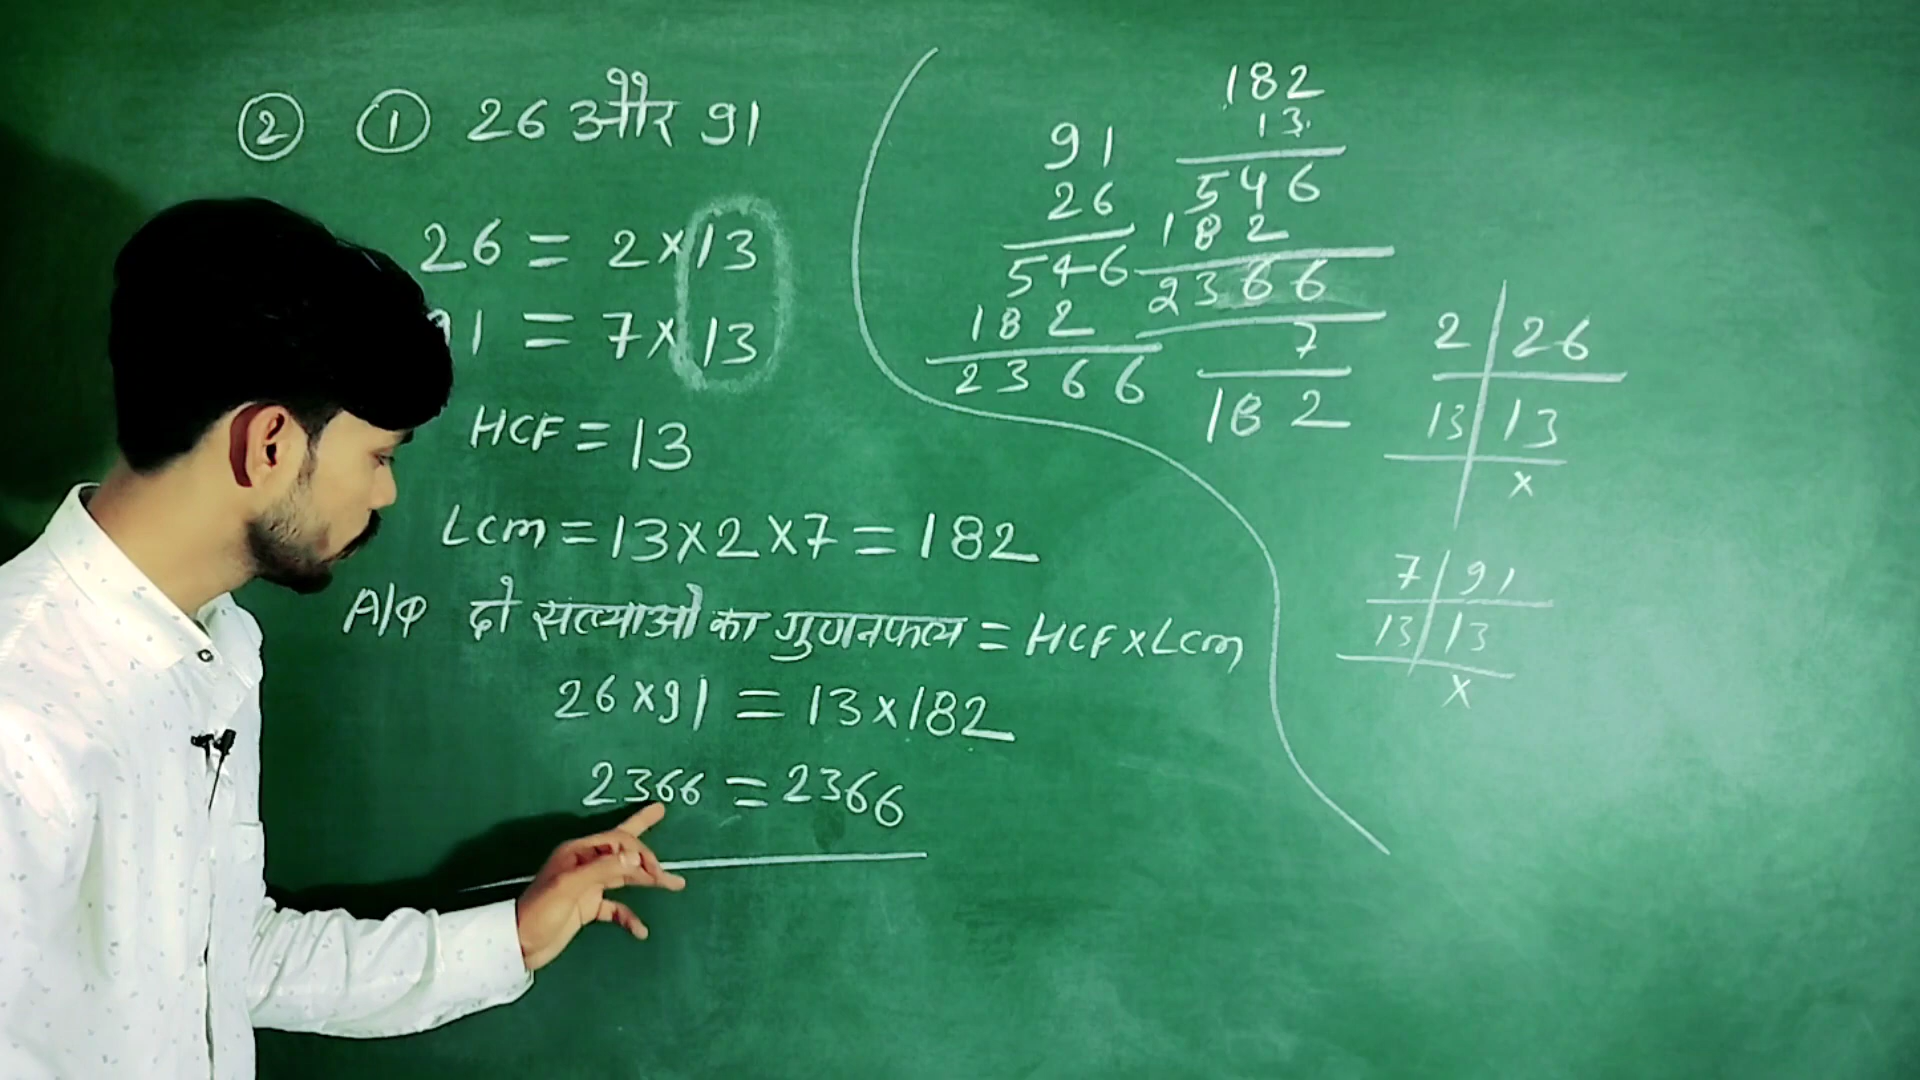 ② ① 26 और 91
26 = 2×13
91 = 7×13
HCF = 13
LCM = 13×2×7 = 182
A/Q दो संख्याओं का गुणनफल = HCF×LCM
26×91 = 13×182
2366 = 2366
91
26
546
182
2366
182
13
546
182
2366
7
182
2 | 26
13 | 13
x
7 | 91
13 | 13
x